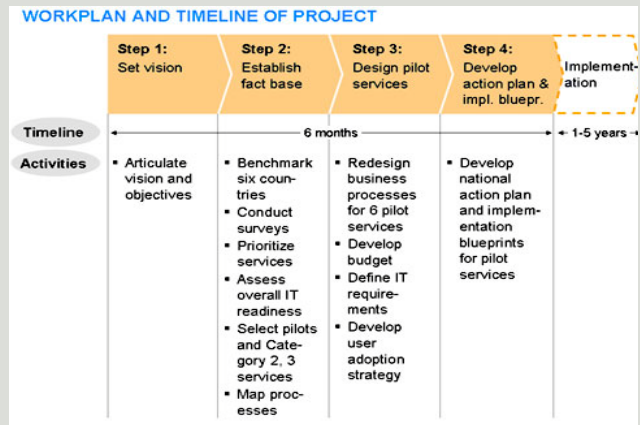 WORKPLAN AND TIMELINE OF PROJECT
Step 1:
Set vision
Step 2:
Establish
fact base
Step 3:
Design pilot
services
Step 4:
Develop
action plan &
impl. bluepr.
Implement-
ation
Timeline
6 months
1-5 years
Activities
▪ Articulate
vision and
objectives
▪ Benchmark
six coun-
tries
▪ Conduct
surveys
▪ Prioritize
services
▪ Assess
overall IT
readiness
▪ Select pilots
and Cate-
gory 2, 3
services
▪ Map proc-
esses
▪ Redesign
business
processes
for 6 pilot
services
▪ Develop
budget
▪ Define IT
require-
ments
▪ Develop
user
adoption
strategy
▪ Develop
national
action plan
and implem-
entation
blueprints
for pilot
services